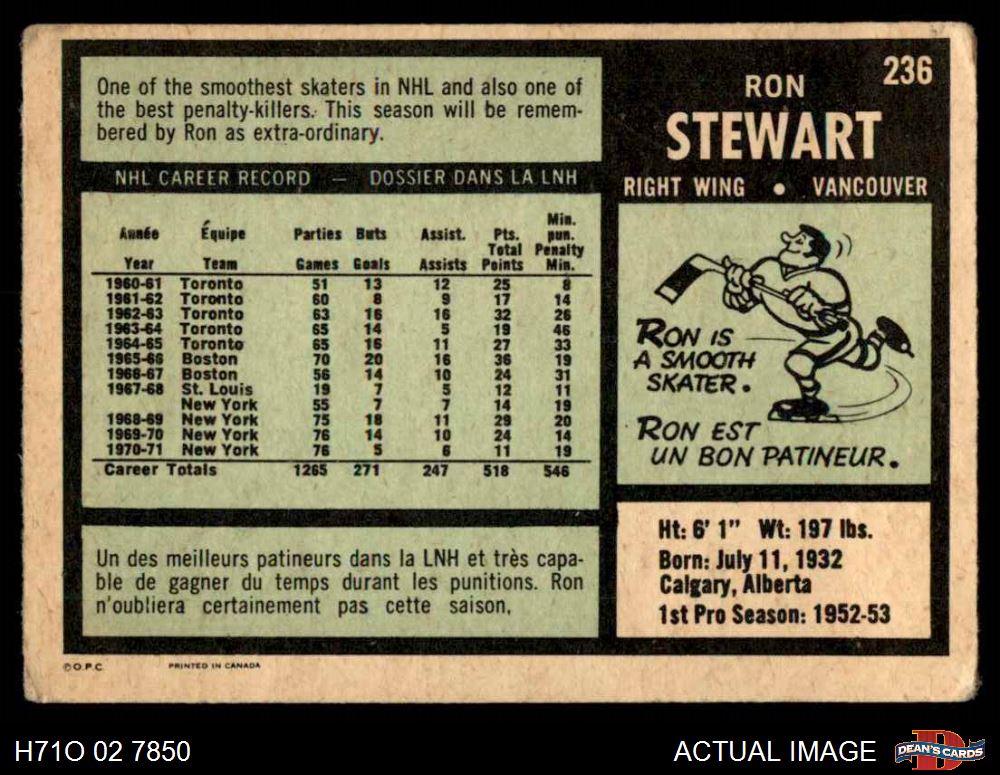 236
RON
STEWART
RIGHT WING • VANCOUVER
One of the smoothest skaters in NHL and also one of
the best penalty-killers. This season will be remem-
bered by Ron as extra-ordinary.
NHL CAREER RECORD — DOSSIER DANS LA LNH
Année Équipe Parties Buts Assist. Pts. Total Min. pun. Penalty
Year Team Games Goals Assists Points Min.
1960-61 Toronto 51 13 12 25 8
1961-62 Toronto 60 8 9 17 14
1962-63 Toronto 63 16 16 32 26
1963-64 Toronto 65 14 5 19 46
1964-65 Toronto 65 16 11 27 33
1965-66 Boston 70 20 16 36 19
1966-67 Boston 56 14 10 24 31
1967-68 St. Louis 19 7 5 12 11
New York 55 7 7 14 19
1968-69 New York 75 18 11 29 20
1969-70 New York 76 14 10 24 14
1970-71 New York 76 5 6 11 19
Career Totals 1265 271 247 518 546
Un des meilleurs patineurs dans la LNH et très capa-
ble de gagner du temps durant les punitions. Ron
n'oubliera certainement pas cette saison.
RON IS
A SMOOTH
SKATER.
RON EST
UN BON PATINEUR.
Ht: 6' 1" Wt: 197 lbs.
Born: July 11, 1932
Calgary, Alberta
1st Pro Season: 1952-53
© O.P.C. PRINTED IN CANADA
H71O 02 7850
ACTUAL IMAGE
DEAN'S CARDS